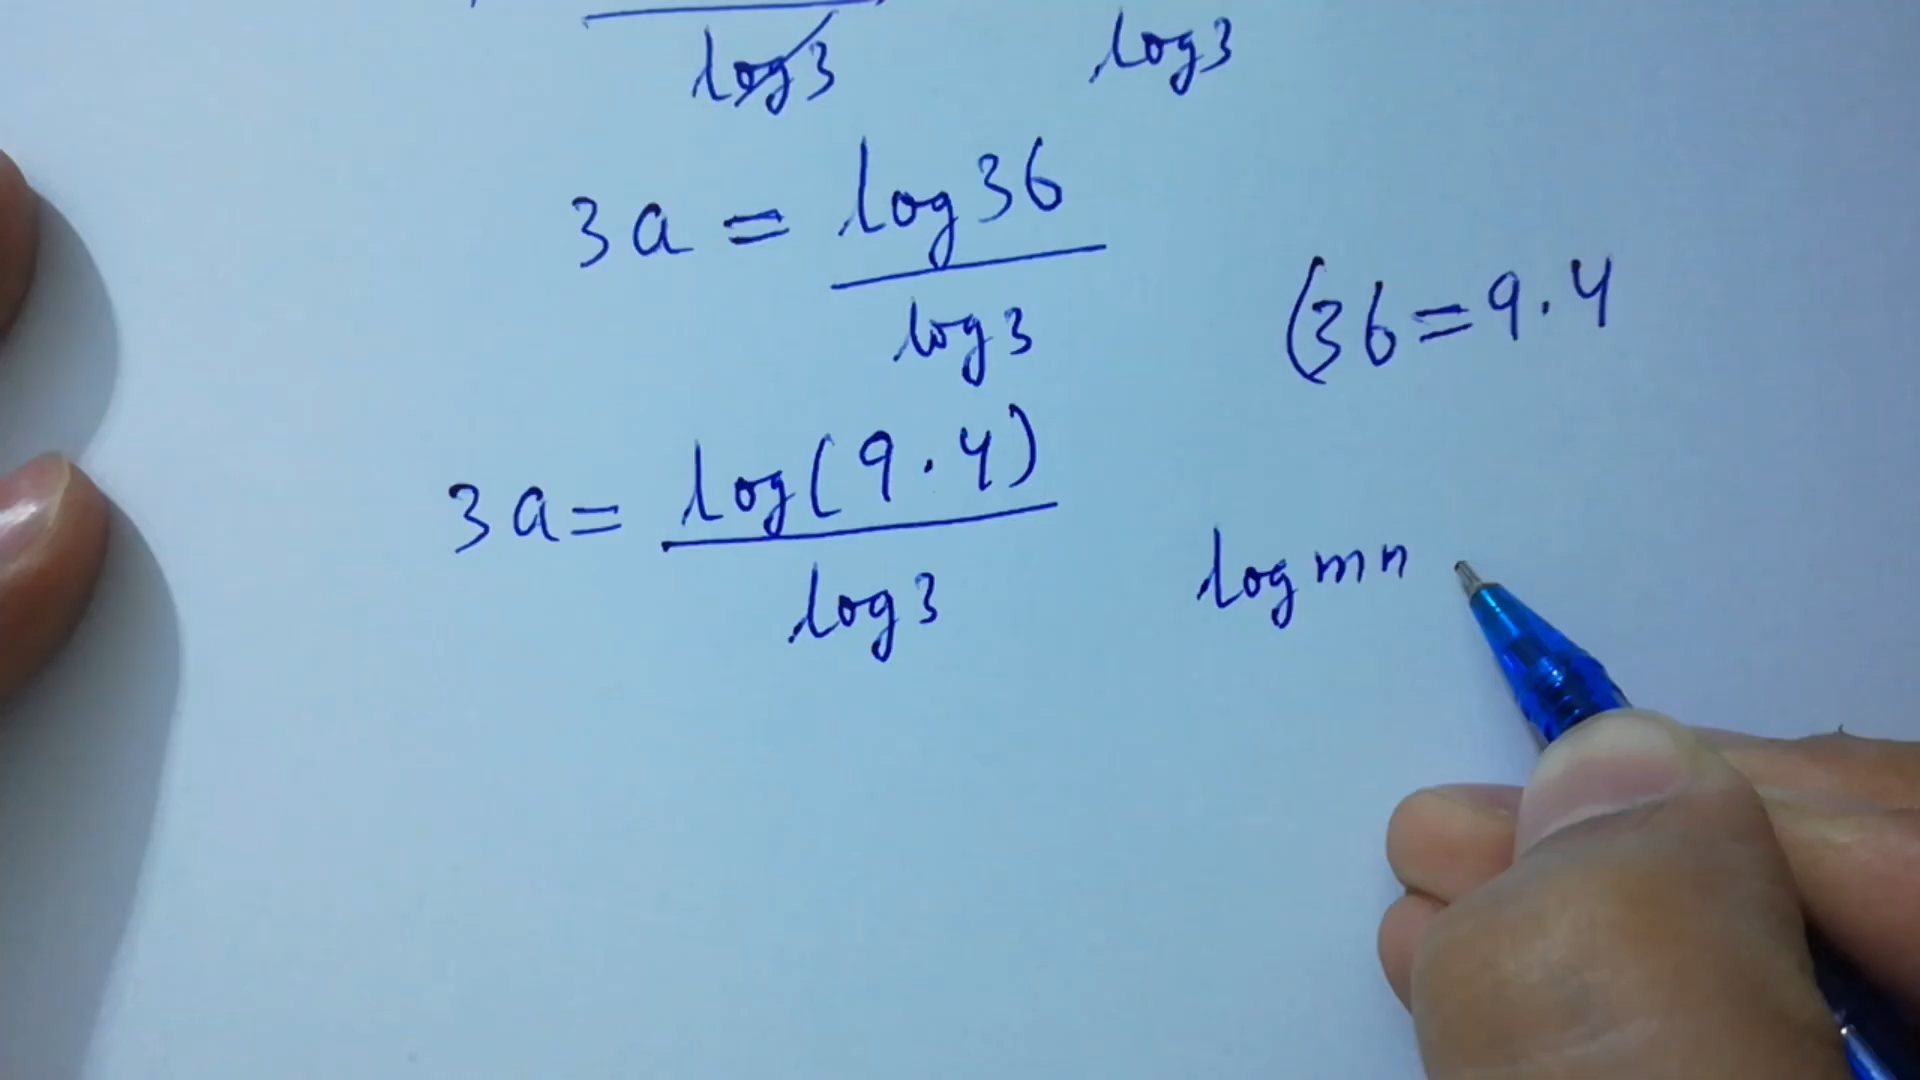 log3 log3
3a = log36
log3
(36=9.4
3a= log(9.4)
log3
log mn